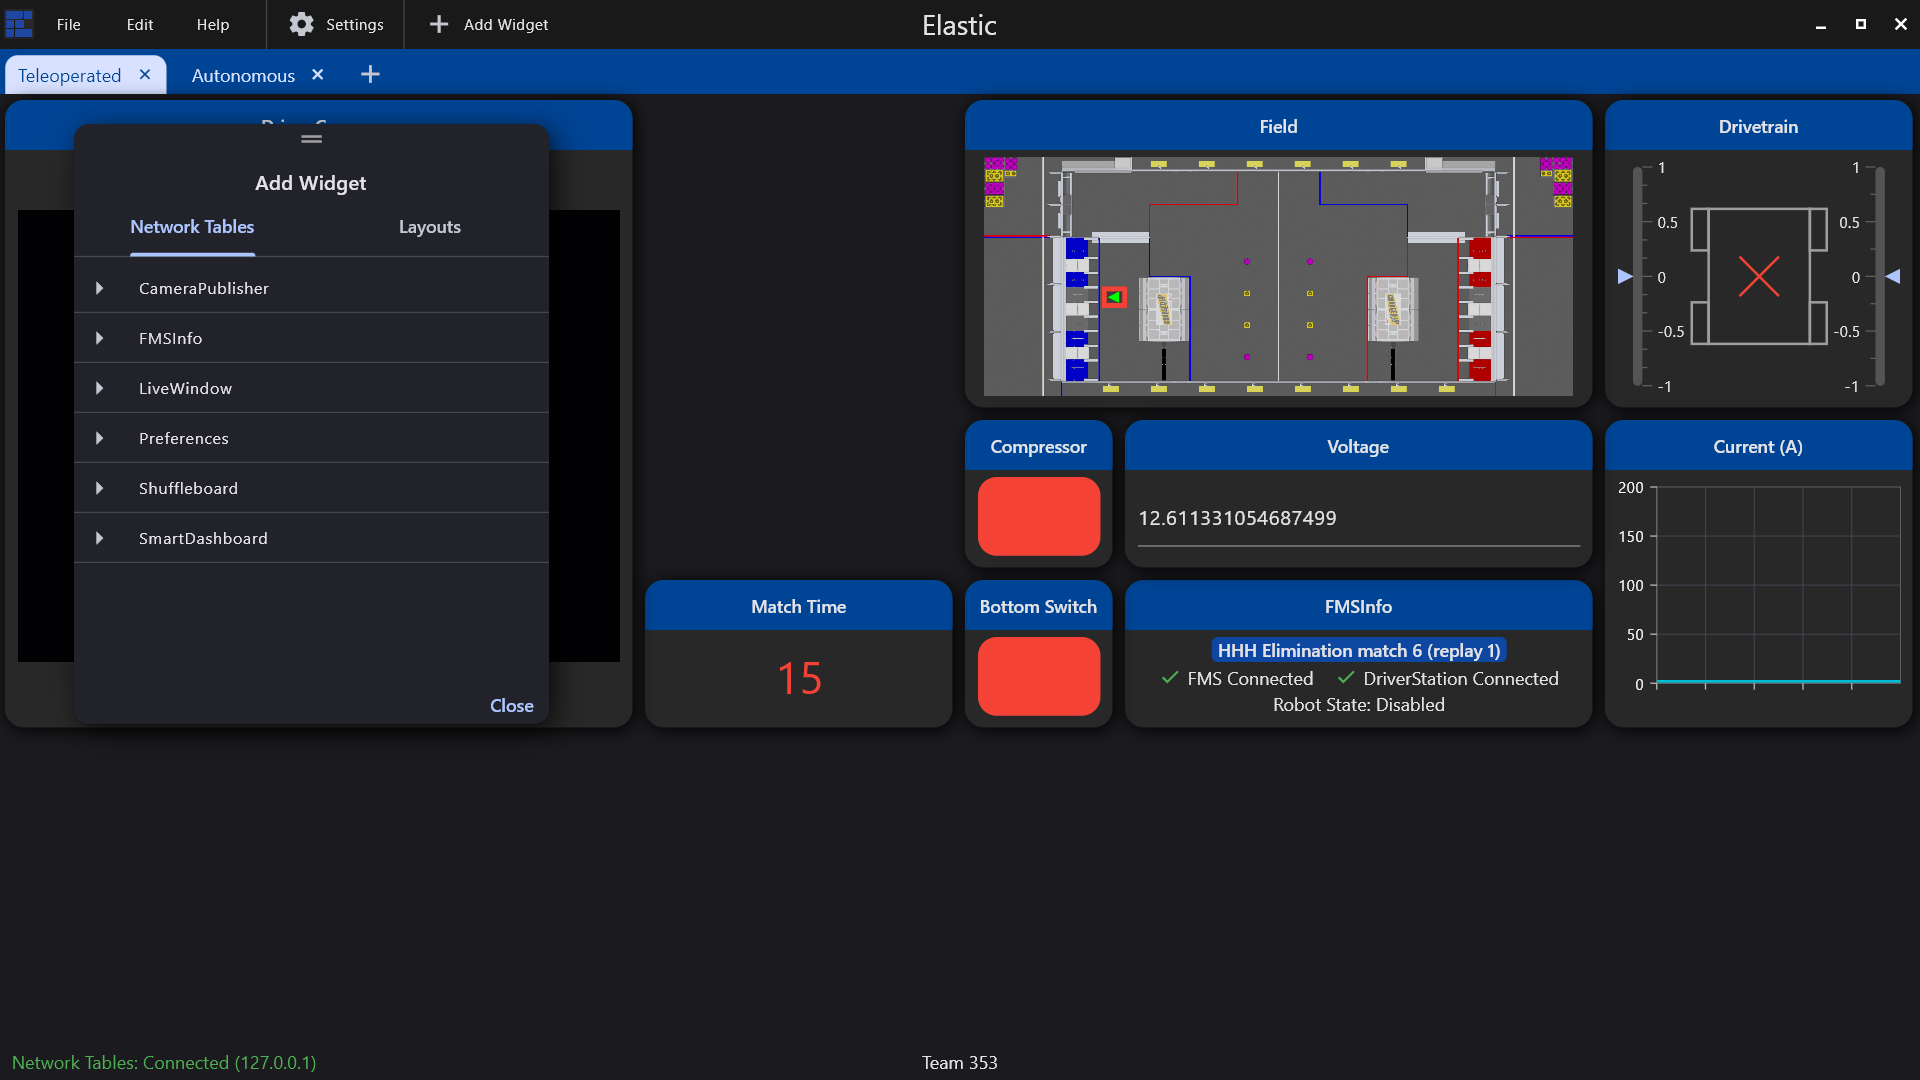 File Edit Help Settings Add Widget Elastic
Teleoperated Autonomous
Add Widget
Network Tables Layouts
CameraPublisher
FMSInfo
LiveWindow
Preferences
Shuffleboard
SmartDashboard
Close
Field
Drivetrain
1 1
0.5 0.5
0 0
-0.5 -0.5
-1 -1
Compressor
Voltage
12.611331054687499
Current (A)
200
150
100
50
0
Match Time
15
Bottom Switch
FMSInfo
HHH Elimination match 6 (replay 1)
FMS Connected DriverStation Connected
Robot State: Disabled
Network Tables: Connected (127.0.0.1)
Team 353